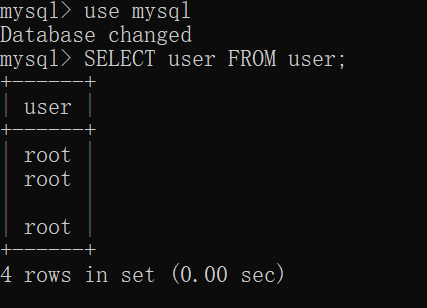 mysql> use mysql
Database changed
mysql> SELECT user FROM user;
+------+
| user |
+------+
| root |
| root |
|      |
| root |
+------+
4 rows in set (0.00 sec)